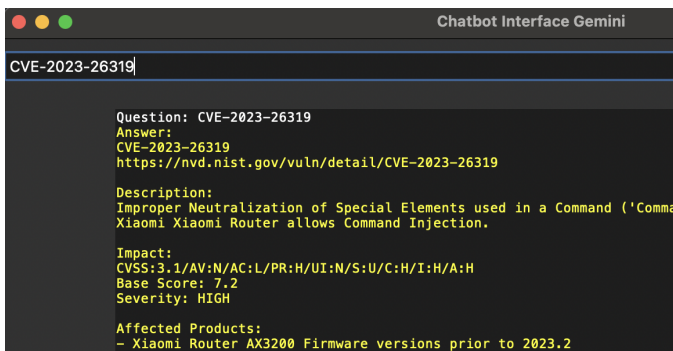 Chatbot Interface Gemini
CVE-2023-26319
Question: CVE-2023-26319
Answer:
CVE-2023-26319
https://nvd.nist.gov/vuln/detail/CVE-2023-26319
Description:
Improper Neutralization of Special Elements used in a Command ('Comma
Xiaomi Xiaomi Router allows Command Injection.
Impact:
CVSS:3.1/AV:N/AC:L/PR:H/UI:N/S:U/C:H/I:H/A:H
Base Score: 7.2
Severity: HIGH
Affected Products:
- Xiaomi Router AX3200 Firmware versions prior to 2023.2